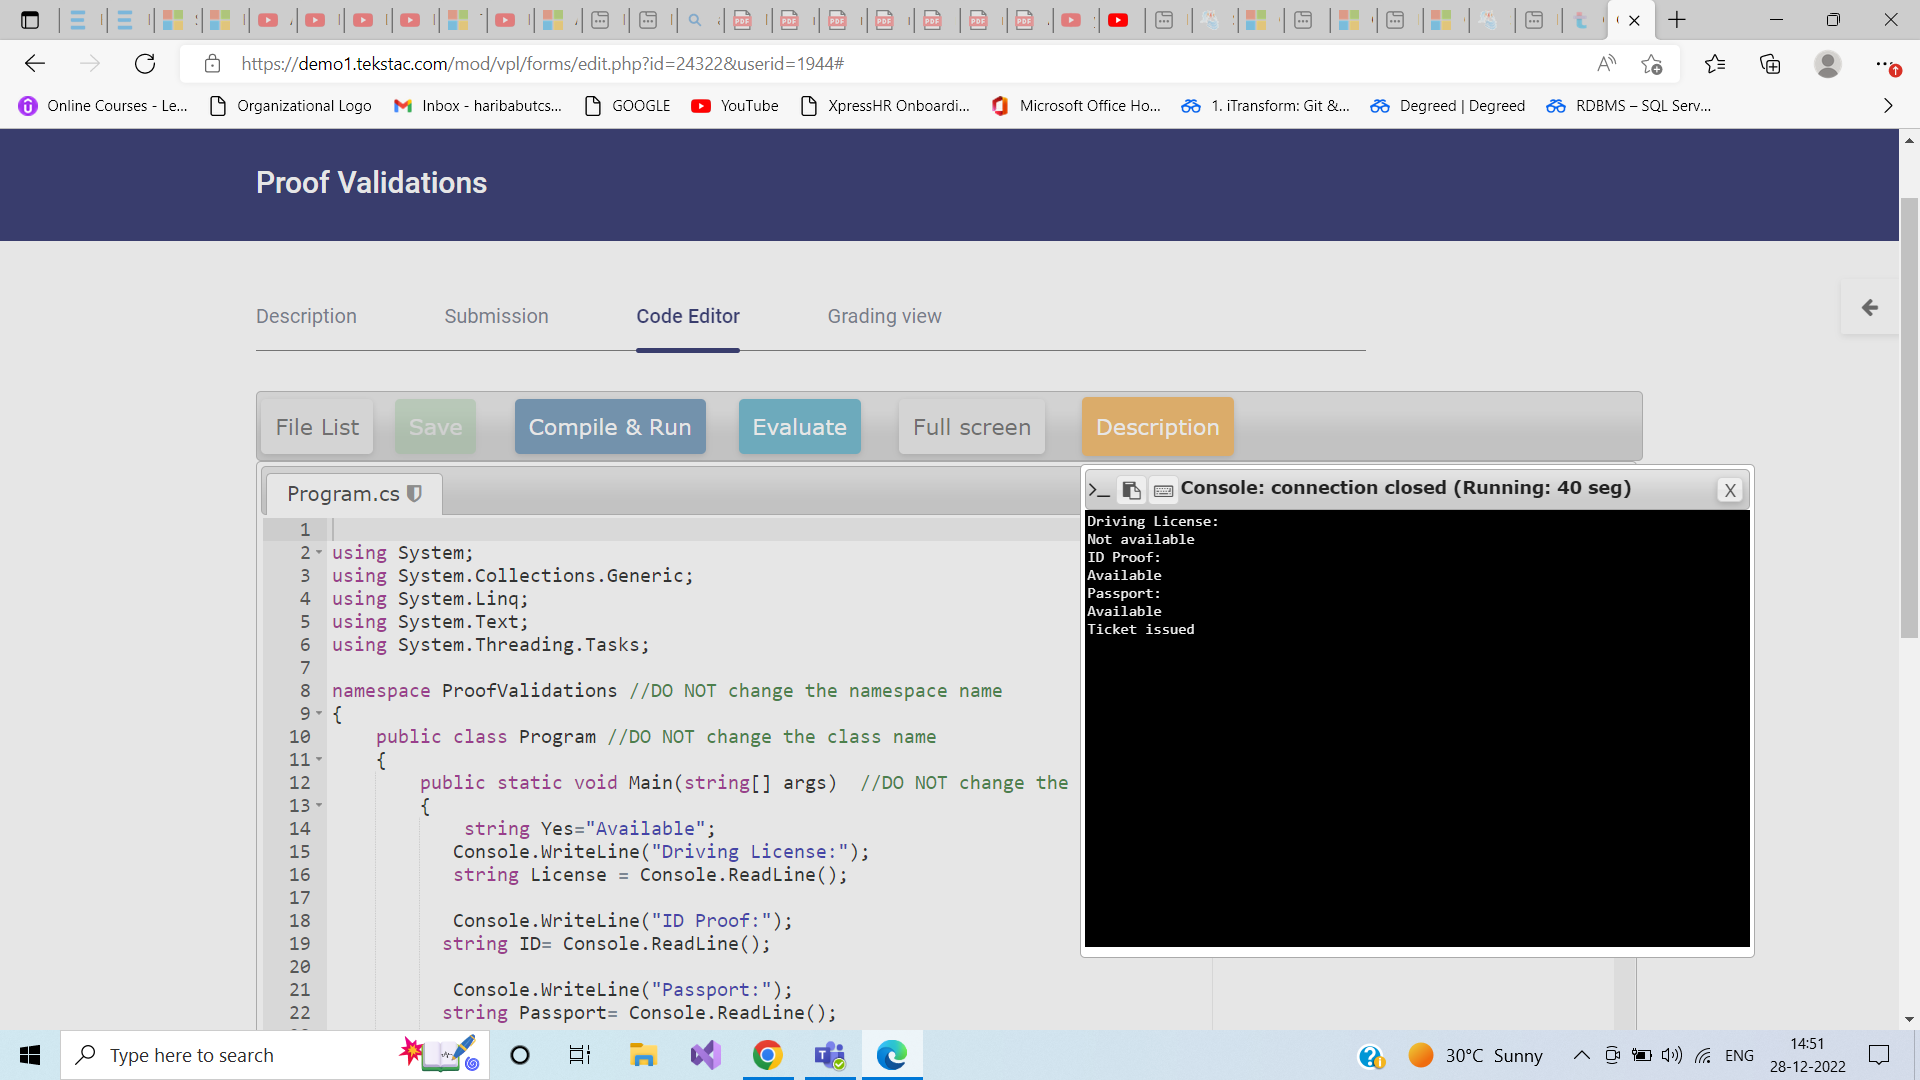 https://demo1.tekstac.com/mod/vpl/forms/edit.php?id=24322&userid=1944#
Online Courses - Le...
Organizational Logo
Inbox - haribabutcs...
GOOGLE
YouTube
XpressHR Onboardi...
Microsoft Office Ho...
1. iTransform: Git &...
Degreed | Degreed
RDBMS – SQL Serv...
Proof Validations
Description
Submission
Code Editor
Grading view
File List
Save
Compile & Run
Evaluate
Full screen
Description
Program.cs
1
2 using System;
3 using System.Collections.Generic;
4 using System.Linq;
5 using System.Text;
6 using System.Threading.Tasks;
7
8 namespace ProofValidations //DO NOT change the namespace name
9 {
10 public class Program //DO NOT change the class name
11 {
12 public static void Main(string[] args)  //DO NOT change the
13 {
14 string Yes="Available";
15 Console.WriteLine("Driving License:");
16 string License = Console.ReadLine();
17
18 Console.WriteLine("ID Proof:");
19 string ID= Console.ReadLine();
20
21 Console.WriteLine("Passport:");
22 string Passport= Console.ReadLine();
>_ Console: connection closed (Running: 40 seg)
X
Driving License:
Not available
ID Proof:
Available
Passport:
Available
Ticket issued
Type here to search
30°C Sunny
ENG
14:51
28-12-2022